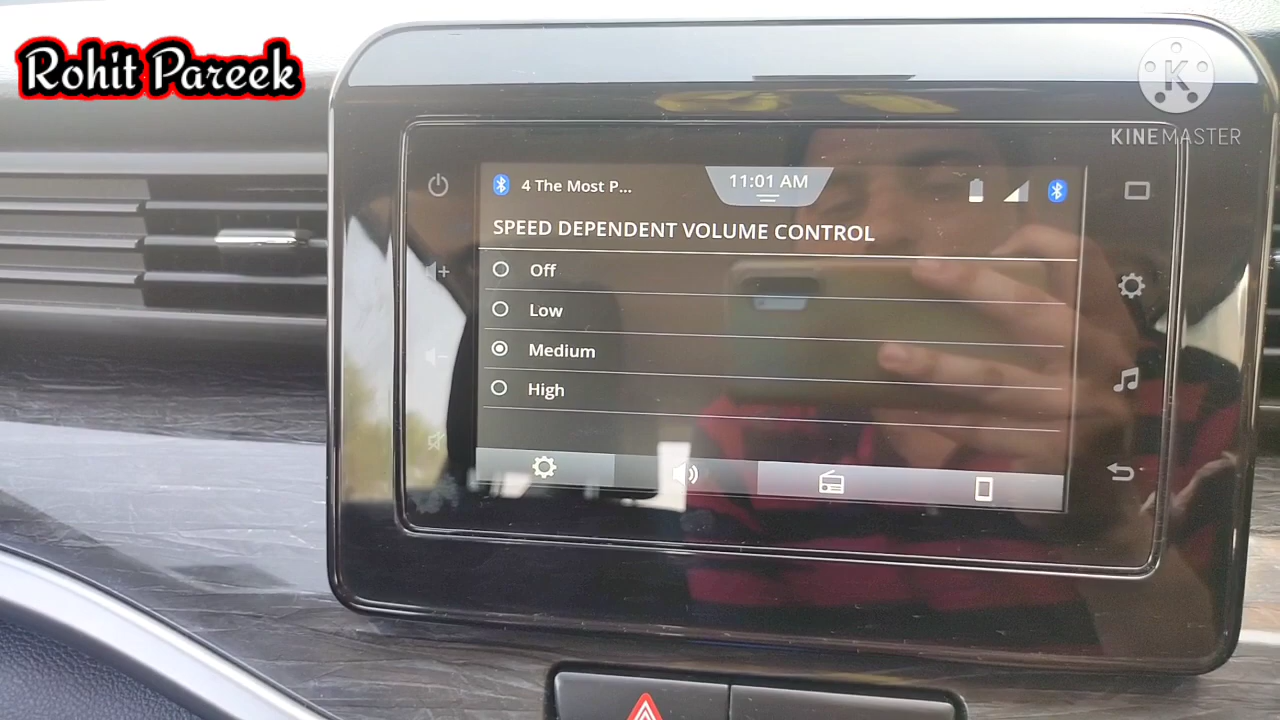 Rohit Pareek
K
KINEMASTER
4 The Most P...
11:01 AM
SPEED DEPENDENT VOLUME CONTROL
Off
Low
Medium
High